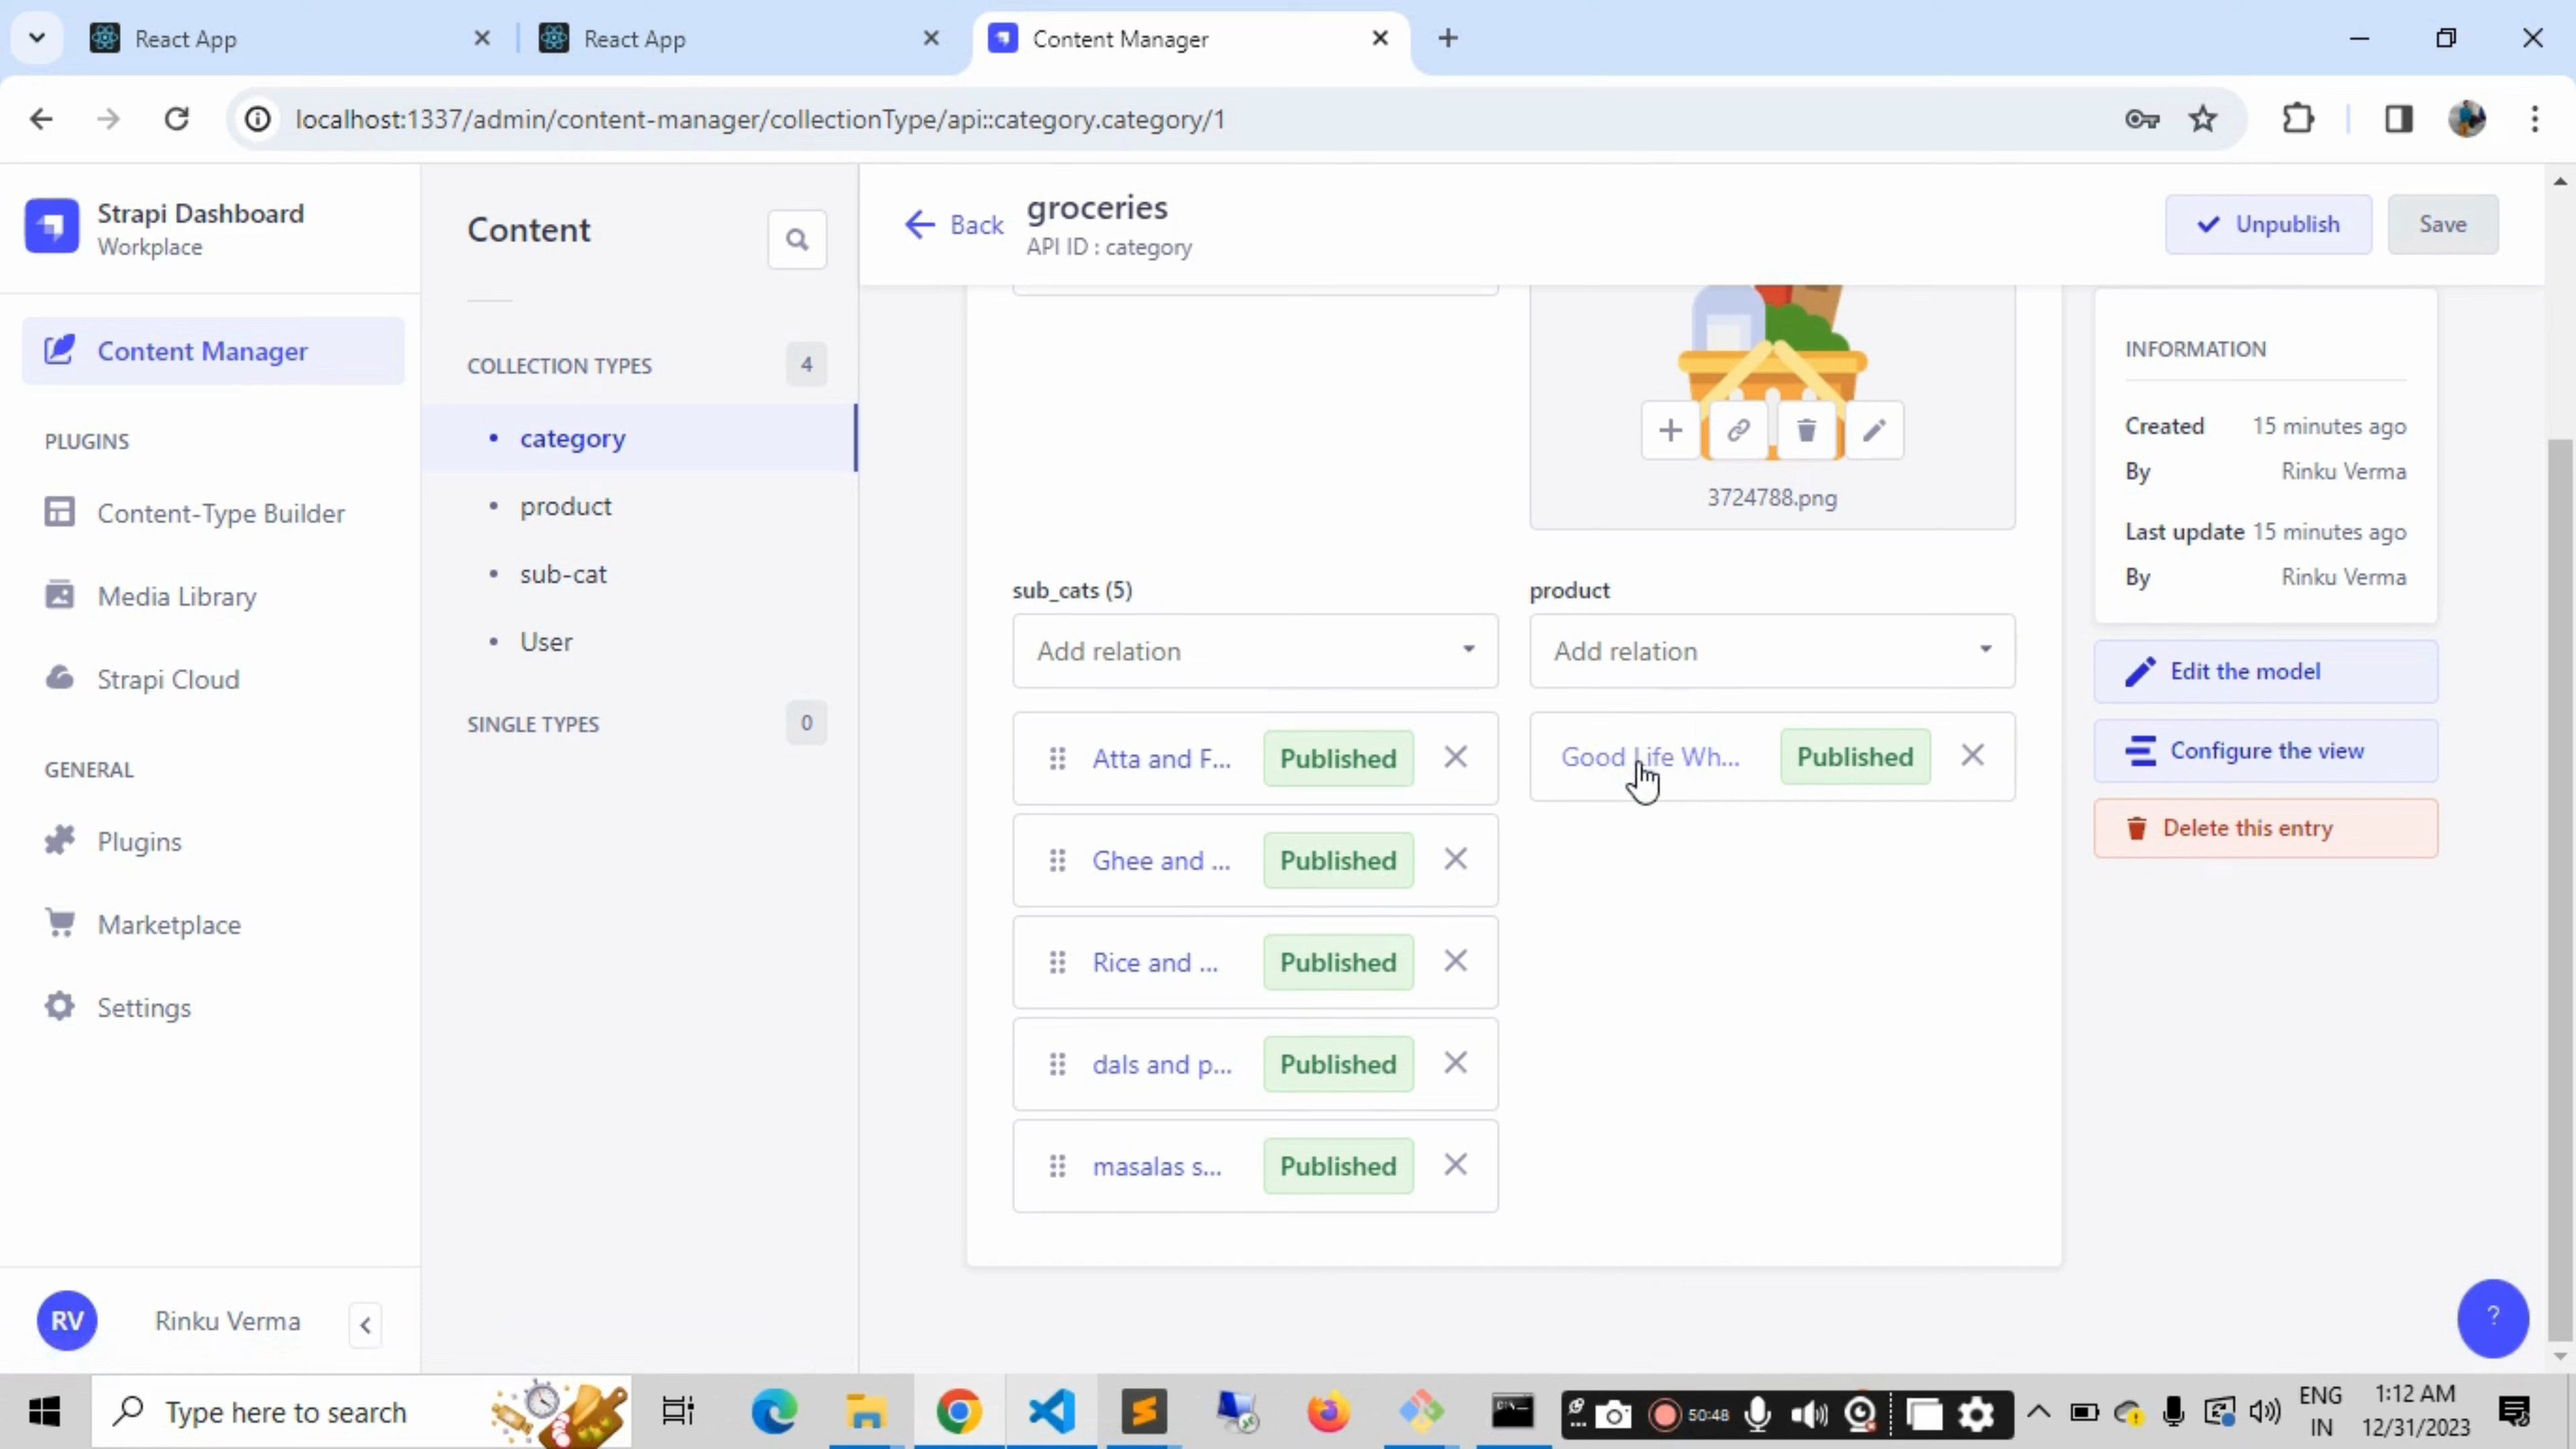 React App
React App
Content Manager
localhost:1337/admin/content-manager/collectionType/api::category.category/1
Strapi Dashboard
Workplace
Content Manager
PLUGINS
Content-Type Builder
Media Library
Strapi Cloud
GENERAL
Plugins
Marketplace
Settings
RV
Rinku Verma
Content
COLLECTION TYPES 4
category
product
sub-cat
User
SINGLE TYPES 0
Back
groceries
API ID : category
Unpublish
Save
3724788.png
sub_cats (5)
Add relation
Atta and F... Published
Ghee and ... Published
Rice and ... Published
dals and p... Published
masalas s... Published
product
Add relation
Good Life Wh... Published
INFORMATION
Created 15 minutes ago
By Rinku Verma
Last update 15 minutes ago
By Rinku Verma
Edit the model
Configure the view
Delete this entry
?
Type here to search
50:48
ENG
IN
1:12 AM
12/31/2023